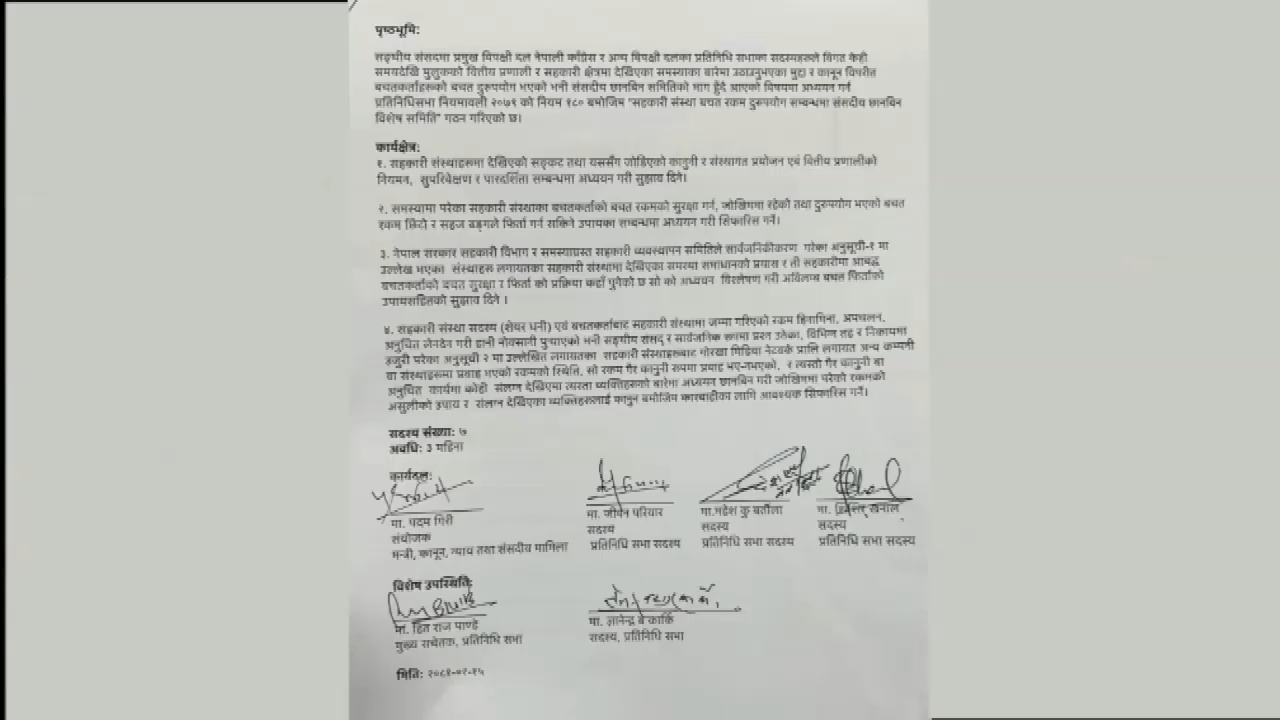 पृष्ठभूमि:
सङ्घीय संसदमा प्रमुख विपक्षी दल नेपाली काँग्रेस र अन्य विपक्षी दलका प्रतिनिधि सभाका सदस्यहरुले विगत केही
समयदेखि मुलुकको वित्तीय प्रणाली र सहकारी क्षेत्रमा देखिएका समस्याका बारेमा उठाउनुभएका मुद्दा र कानून विपरीत
बचतकर्ताहरूको बचत दुरुपयोग भएको भनी संसदीय छानबिन समितिको माग हुँदै आएको विषयमा अध्ययन गर्न
प्रतिनिधिसभा नियमावली २०७९ को नियम १८० बमोजिम "सहकारी संस्था बचत रकम दुरुपयोग सम्बन्धमा संसदीय छानबिन
विशेष समिति" गठन गरिएको छ।
कार्यक्षेत्र:
१. सहकारी संस्थाहरूमा देखिएको सङ्कट तथा यससँग जोडिएको कानुनी र संस्थागत प्रयोजन एवं वित्तीय प्रणालीको
नियमन, सुपरिवेक्षण र पारदर्शिता सम्बन्धमा अध्ययन गरी सुझाव दिने।
२. समस्यामा परेका सहकारी संस्थाका बचतकर्ताको बचत रकमको सुरक्षा गर्न, जोखिममा रहेको तथा दुरुपयोग भएको बचत
रकम छिटो र सहज ढङ्गले फिर्ता गर्न सकिने उपायका सम्बन्धमा अध्ययन गरी सिफारिस गर्ने।
३. नेपाल सरकार सहकारी विभाग र समस्याग्रस्त सहकारी व्यवस्थापन समितिले सार्वजनिकीकरण गरेका अनुसूची-१ मा
उल्लेख भएका संस्थाहरू लगायतका सहकारी संस्थामा देखिएका समस्या समाधानको प्रयास र ती सहकारीमा आबद्ध
बचतकर्ताको बचत सुरक्षा र फिर्ता को प्रक्रिया कहाँ पुगेको छ सो को अध्ययन विश्लेषण गरी अविलम्ब बचत फिर्ताको
उपायसहितको सुझाव दिने ।
४. सहकारी संस्था सदस्य (शेयर धनी) एवं बचतकर्ताबाट सहकारी संस्थामा जम्मा गरिएको रकम हिनामिना, अपचलन,
अनुचित लेनदेन गरी हानी नोक्सानी पुर्‍याएको भनी सङ्घीय संसद् र सार्वजनिक रूपमा प्रश्न उठेका, विभिन्न तह र निकायमा
उजुरी परेका अनुसूची २ मा उल्लेखित लगायतका सहकारी संस्थाहरूबाट गोरखा मिडिया नेटवर्क प्रालि लगायत अन्य कम्पनी
वा संस्थाहरूमा प्रवाह भएको रकमको स्थिति, सो रकम गैर कानूनी रूपमा प्रवाह भए-नभएको, र त्यस्तो गैर कानूनी वा
अनुचित कार्यमा कोही संलग्न देखिएमा त्यस्ता व्यक्तिहरूको बारेमा अध्ययन छानबिन गरी जोखिममा परेको रकमको
असुलीको उपाय र संलग्न देखिएका व्यक्तिहरूलाई कानून बमोजिम कारबाहीका लागि आवश्यक सिफारिस गर्ने।
सदस्य संख्या: ७
अवधि: ३ महिना
कार्यदल:
मा. पदम गिरी
संयोजक
मन्त्री, कानून, न्याय तथा संसदीय मामिला
मा. जीवन परियार
सदस्य
प्रतिनिधि सभा सदस्य
मा.महेश कु बर्तौला
सदस्य
प्रतिनिधि सभा सदस्य
मा. खनाल
सदस्य
प्रतिनिधि सभा सदस्य
विशेष उपस्थिति:
मा. हित राज पाण्डे
मुख्य सचेतक, प्रतिनिधि सभा
मा. ज्ञानेन्द्र ब कार्कि
सदस्य, प्रतिनिधि सभा
मिति: २०८१-०२-१५